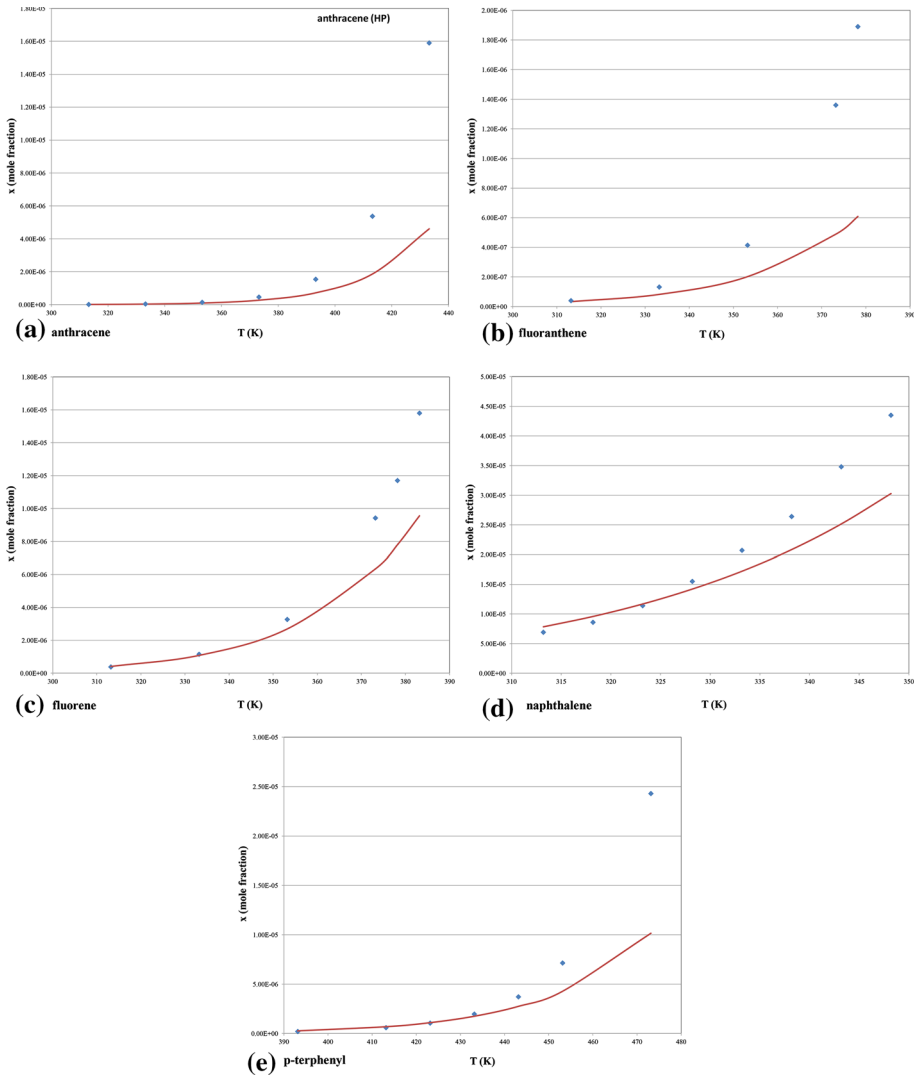 anthracene (HP)
1.80E-05
1.60E-05
1.40E-05
1.20E-05
1.00E-05
8.00E-06
6.00E-06
4.00E-06
2.00E-06
0.00E+00
x (mole fraction)
300 320 340 360 380 400 420 440
(a) anthracene T (K)
2.00E-06
1.80E-06
1.60E-06
1.40E-06
1.20E-06
1.00E-06
8.00E-07
6.00E-07
4.00E-07
2.00E-07
0.00E+00
x (mole fraction)
300 310 320 330 340 350 360 370 380 390
(b) fluoranthene T (K)
1.80E-05
1.60E-05
1.40E-05
1.20E-05
1.00E-05
8.00E-06
6.00E-06
4.00E-06
2.00E-06
0.00E+00
x (mole fraction)
300 310 320 330 340 350 360 370 380 390
(c) fluorene T (K)
5.00E-05
4.50E-05
4.00E-05
3.50E-05
3.00E-05
2.50E-05
2.00E-05
1.50E-05
1.00E-05
5.00E-06
0.00E+00
x (mole fraction)
310 315 320 325 330 335 340 345 350
(d) naphthalene T (K)
3.00E-05
2.50E-05
2.00E-05
1.50E-05
1.00E-05
5.00E-06
0.00E+00
x (mole fraction)
390 400 410 420 430 440 450 460 470 480
(e) p-terphenyl T (K)